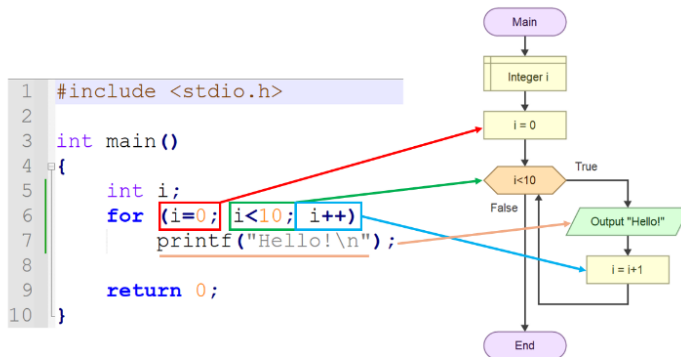 1 #include <stdio.h>
2
3 int main()
4 {
5 int i;
6 for (i=0; i<10; i++)
7 printf("Hello!\n");
8
9 return 0;
10 }
Main
Integer i
i = 0
i<10
True
False
Output "Hello!"
i = i+1
End